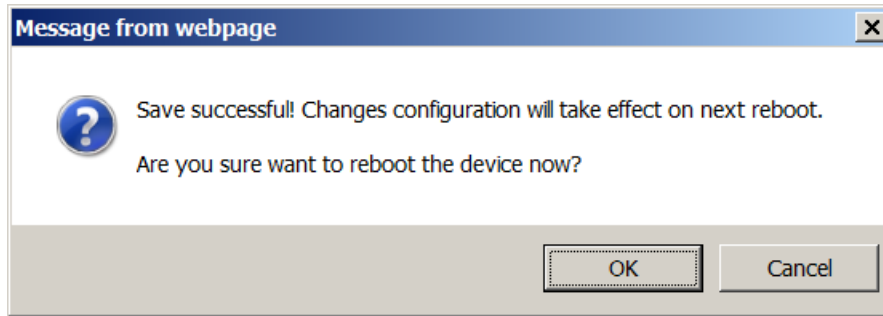 Message from webpage
Save successful! Changes configuration will take effect on next reboot.
Are you sure want to reboot the device now?
OK
Cancel